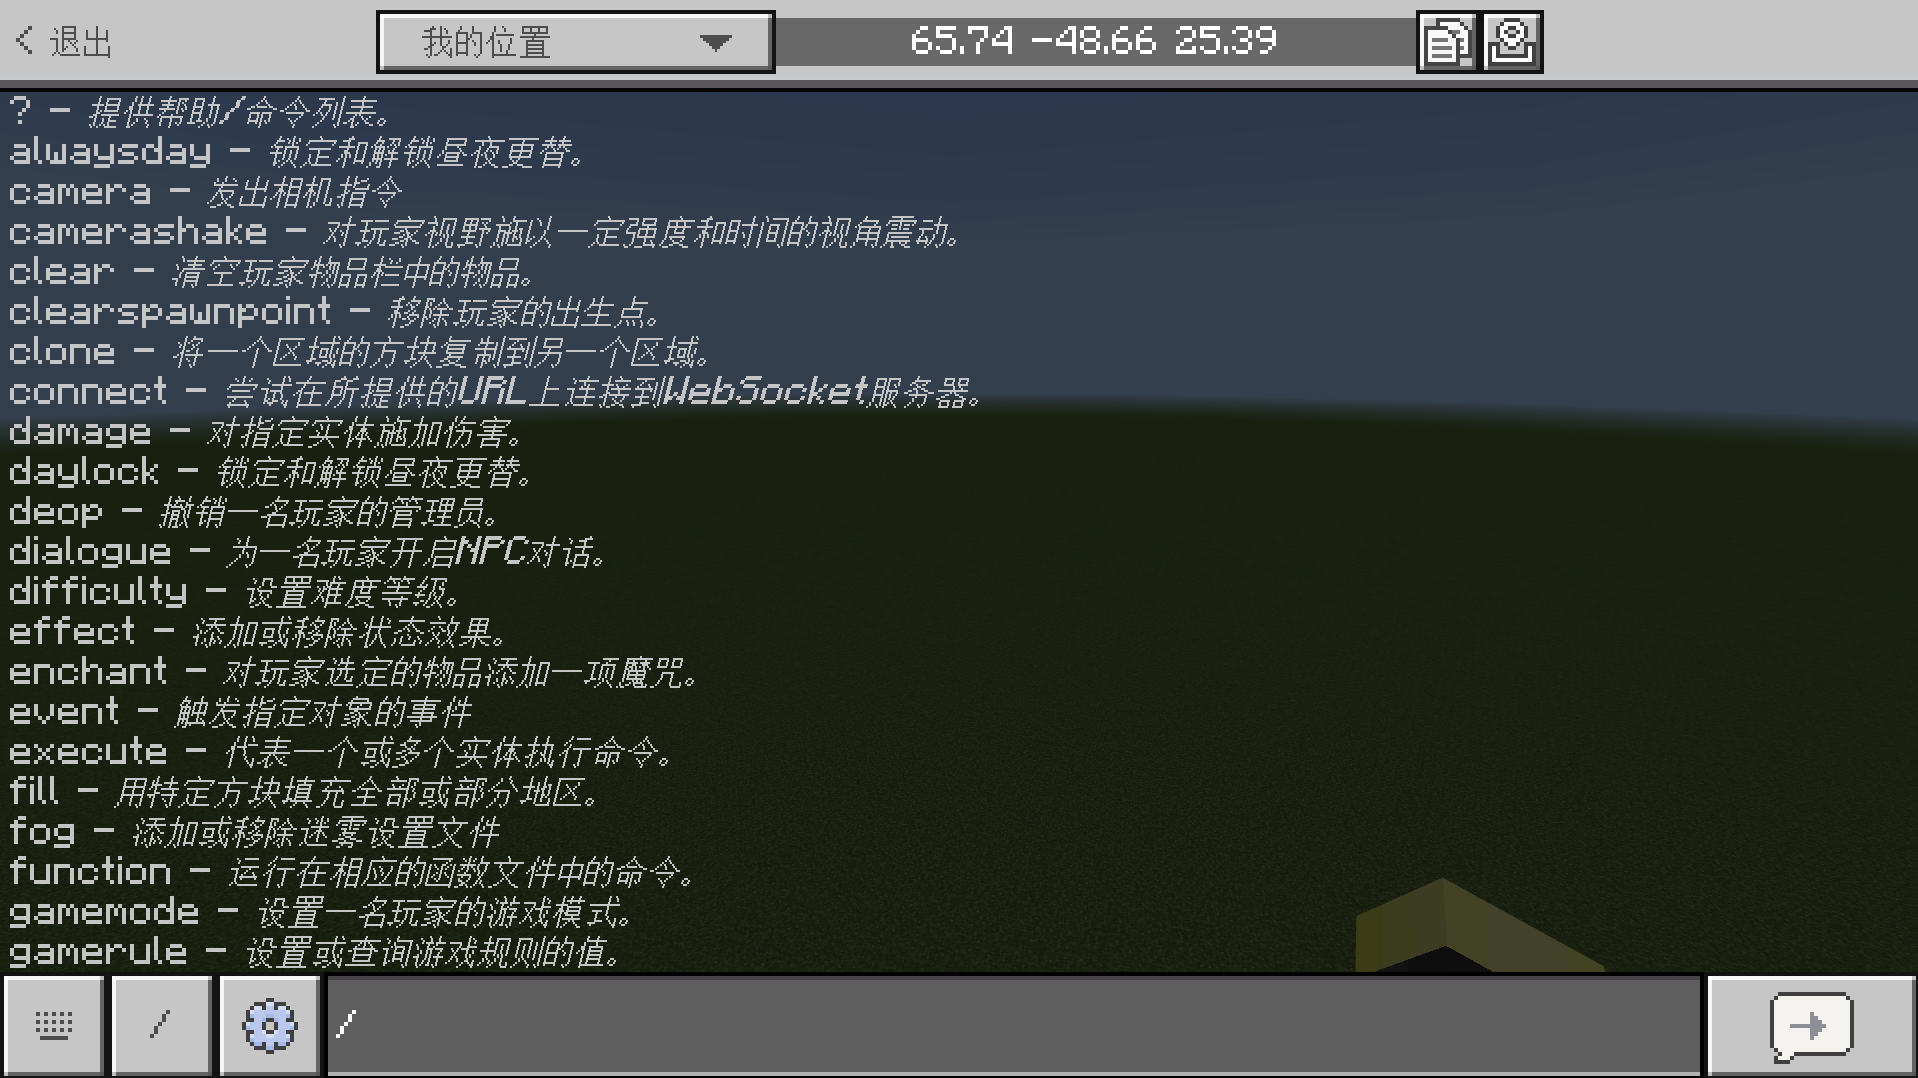 退出
我的位置
65.74 -48.66 25.39
? - 提供帮助/命令列表。
alwaysday - 锁定和解锁昼夜更替。
camera - 发出相机指令
camerashake - 对玩家视野施以一定强度和时间的视角震动。
clear - 清空玩家物品栏中的物品。
clearspawnpoint - 移除玩家的出生点。
clone - 将一个区域的方块复制到另一个区域。
connect - 尝试在所提供的URL上连接到WebSocket服务器。
damage - 对指定实体施加伤害。
daylock - 锁定和解锁昼夜更替。
deop - 撤销一名玩家的管理员。
dialogue - 为一名玩家开启NPC对话。
difficulty - 设置难度等级。
effect - 添加或移除状态效果。
enchant - 对玩家选定的物品添加一项魔咒。
event - 触发指定对象的事件
execute - 代表一个或多个实体执行命令。
fill - 用特定方块填充全部或部分地区。
fog - 添加或移除迷雾设置文件
function - 运行在相应的函数文件中的命令。
gamemode - 设置一名玩家的游戏模式。
gamerule - 设置或查询游戏规则的值。
/ /